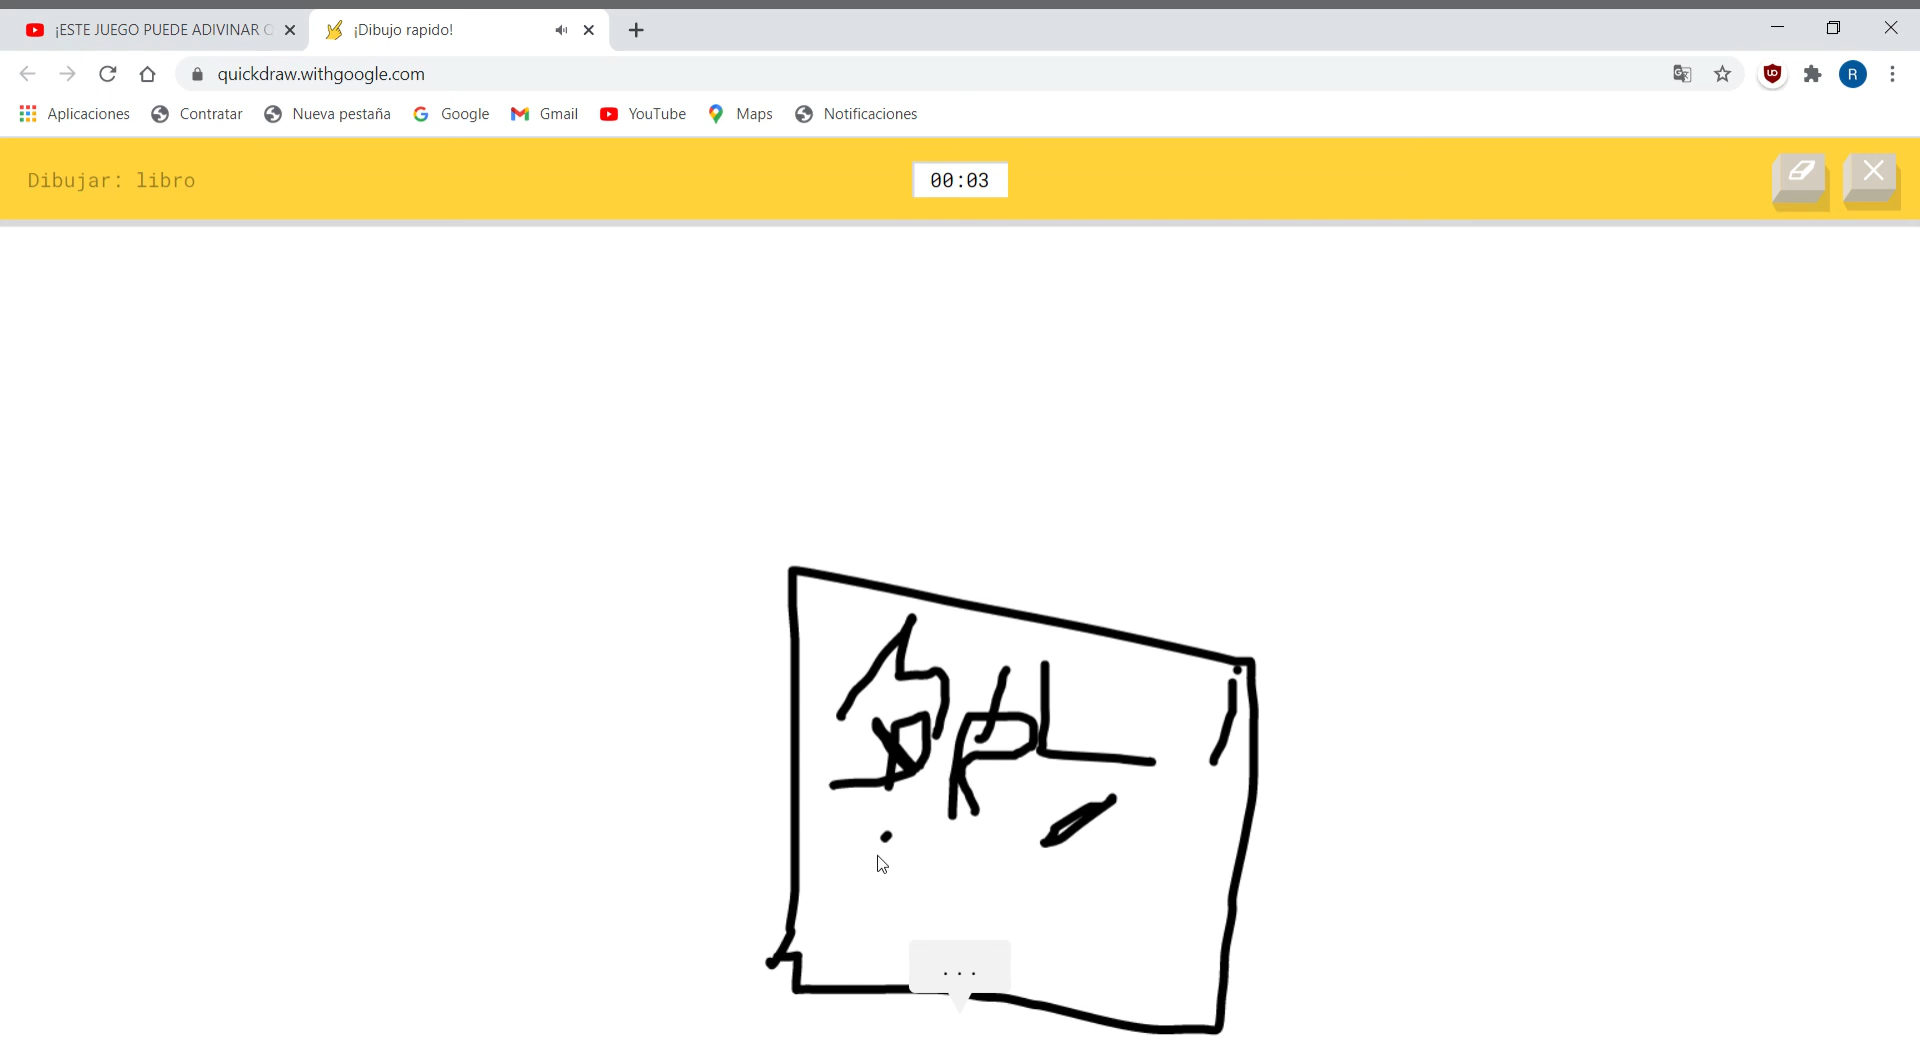 ¡ESTE JUEGO PUEDE ADIVINAR
¡Dibujo rapido!
quickdraw.withgoogle.com
R
Aplicaciones
Contratar
Nueva pestaña
Google
Gmail
YouTube
Maps
Notificaciones
Dibujar: libro
00:03
...